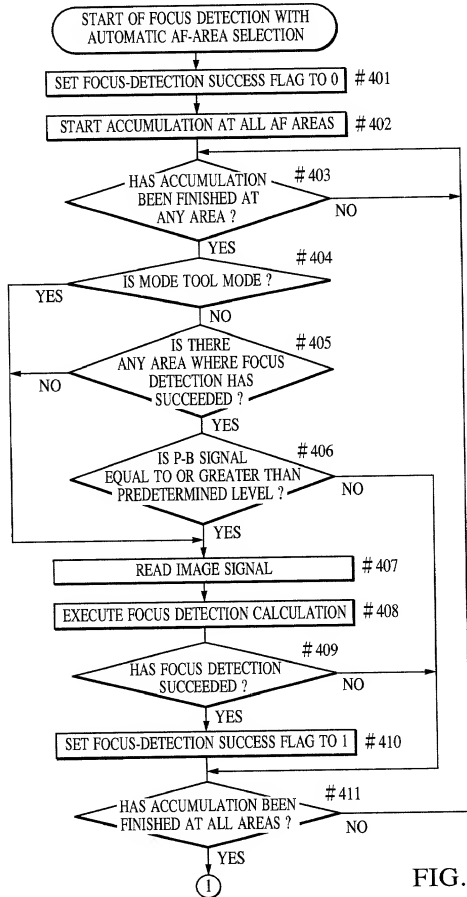 START OF FOCUS DETECTION WITH
AUTOMATIC AF-AREA SELECTION
SET FOCUS-DETECTION SUCCESS FLAG TO 0
#401
START ACCUMULATION AT ALL AF AREAS
#402
#403
HAS ACCUMULATION
BEEN FINISHED AT
ANY AREA ?
NO
YES
#404
YES
IS MODE TOOL MODE ?
NO
#405
IS THERE
ANY AREA WHERE FOCUS
DETECTION HAS
SUCCEEDED ?
NO
YES
#406
IS P-B SIGNAL
EQUAL TO OR GREATER THAN
PREDETERMINED LEVEL ?
NO
YES
READ IMAGE SIGNAL
#407
EXECUTE FOCUS DETECTION CALCULATION
#408
#409
HAS FOCUS DETECTION
SUCCEEDED ?
NO
YES
SET FOCUS-DETECTION SUCCESS FLAG TO 1
#410
#411
HAS ACCUMULATION BEEN
FINISHED AT ALL AREAS ?
NO
YES
1
FIG.